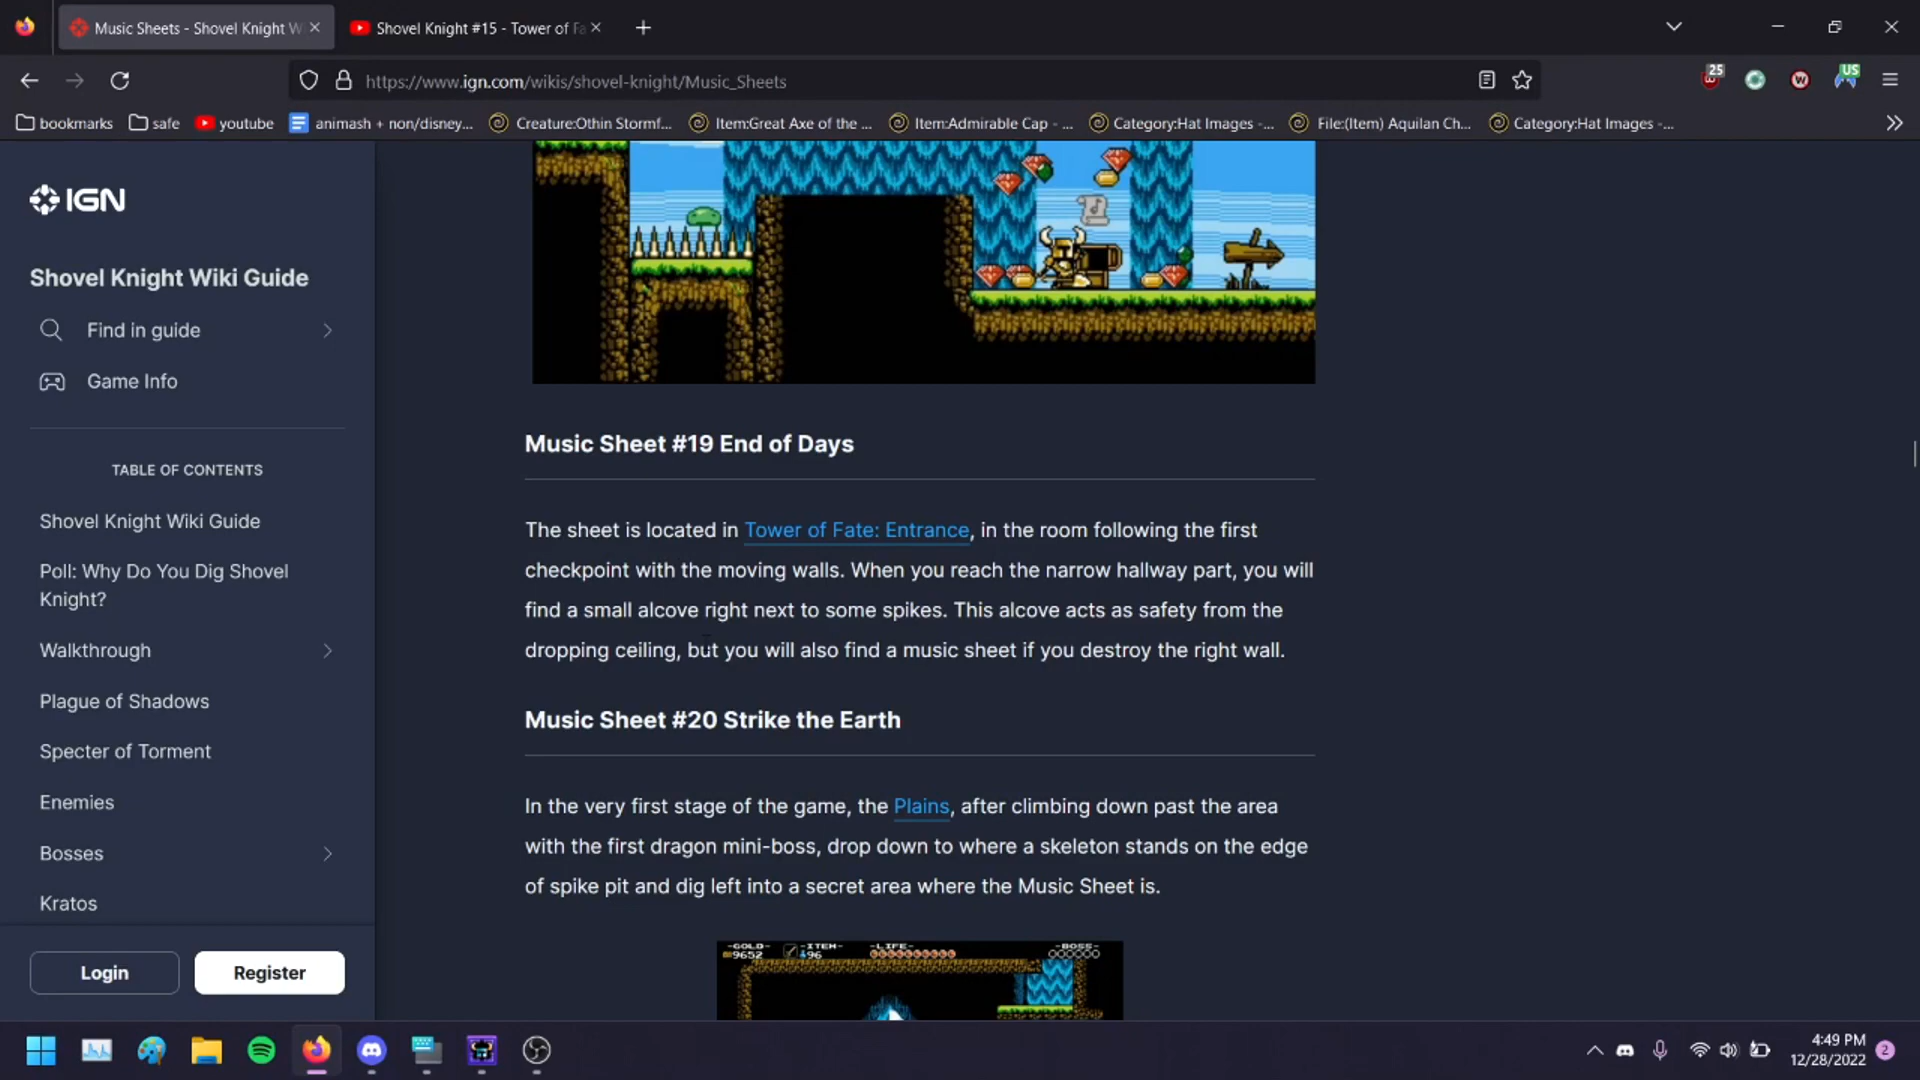 Music Sheets - Shovel Knight W
Shovel Knight #15 - Tower of Fa
https://www.ign.com/wikis/shovel-knight/Music_Sheets
25
US
bookmarks
safe
youtube
animash + non/disney...
Creature:Othin Stormf...
Item:Great Axe of the ...
Item:Admirable Cap - ...
Category:Hat Images -...
File:(Item) Aquilan Ch...
Category:Hat Images -...
IGN
Shovel Knight Wiki Guide
Find in guide
Game Info
TABLE OF CONTENTS
Shovel Knight Wiki Guide
Poll: Why Do You Dig Shovel
Knight?
Walkthrough
Plague of Shadows
Specter of Torment
Enemies
Bosses
Kratos
Login
Register
Music Sheet #19 End of Days
The sheet is located in Tower of Fate: Entrance, in the room following the first
checkpoint with the moving walls. When you reach the narrow hallway part, you will
find a small alcove right next to some spikes. This alcove acts as safety from the
dropping ceiling, but you will also find a music sheet if you destroy the right wall.
Music Sheet #20 Strike the Earth
In the very first stage of the game, the Plains, after climbing down past the area
with the first dragon mini-boss, drop down to where a skeleton stands on the edge
of spike pit and dig left into a secret area where the Music Sheet is.
-GOLD- -ITEM- -LIFE- -BOSS-
9652 96
4:49 PM
12/28/2022
2